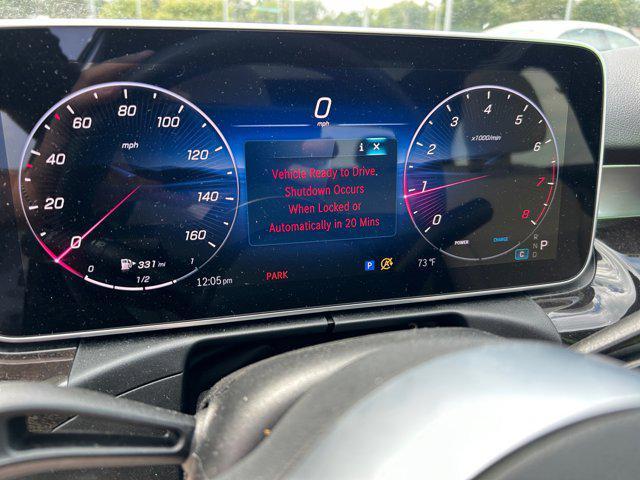 0
mph
0 20 40 60 80 100 120 140 160
mph
0 1/2 1
331 mi
12:05 pm
i ×
Vehicle Ready to Drive.
Shutdown Occurs
When Locked or
Automatically in 20 Mins
PARK
P A
73 °F
0 1 2 3 4 5 6 7 8
x1000/min
POWER CHARGE
R
N P
C D